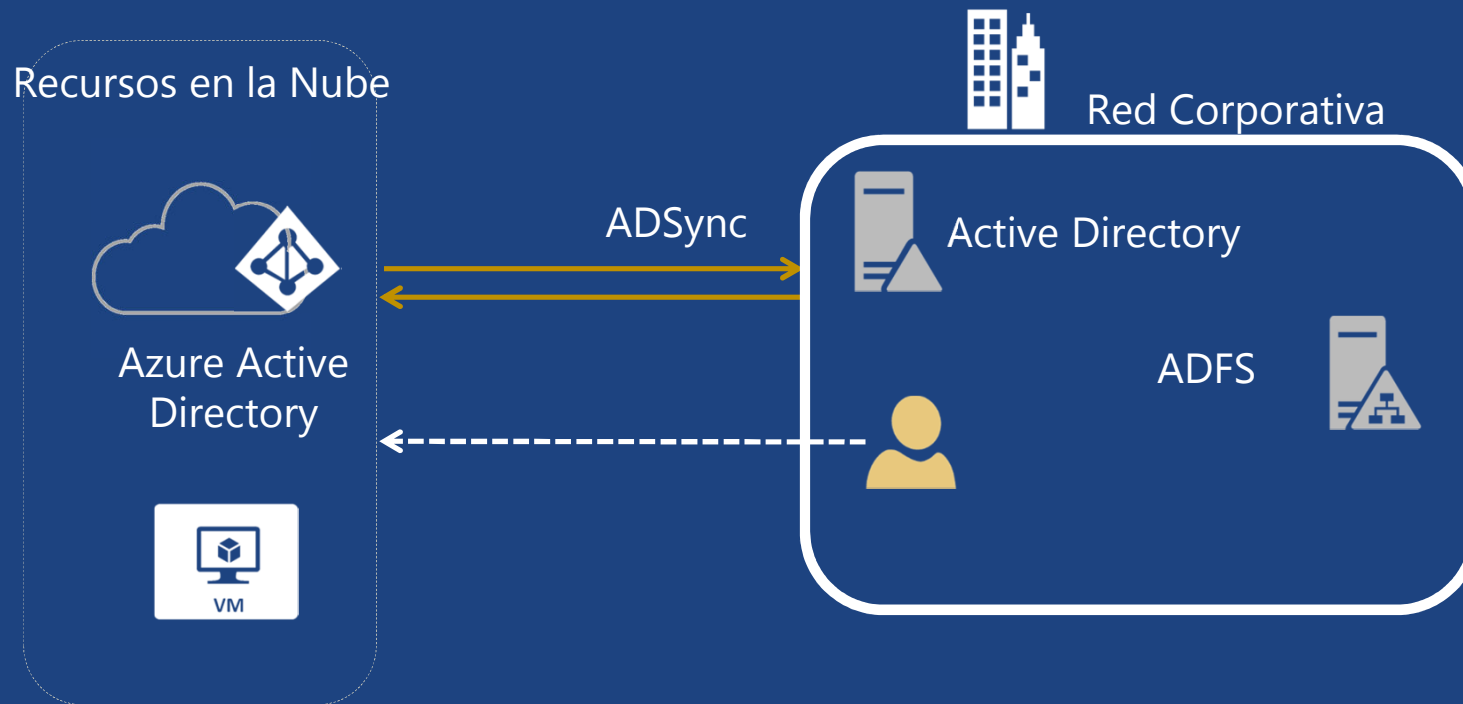 Recursos en la Nube
Azure Active
Directory
VM
ADSync
Red Corporativa
Active Directory
ADFS